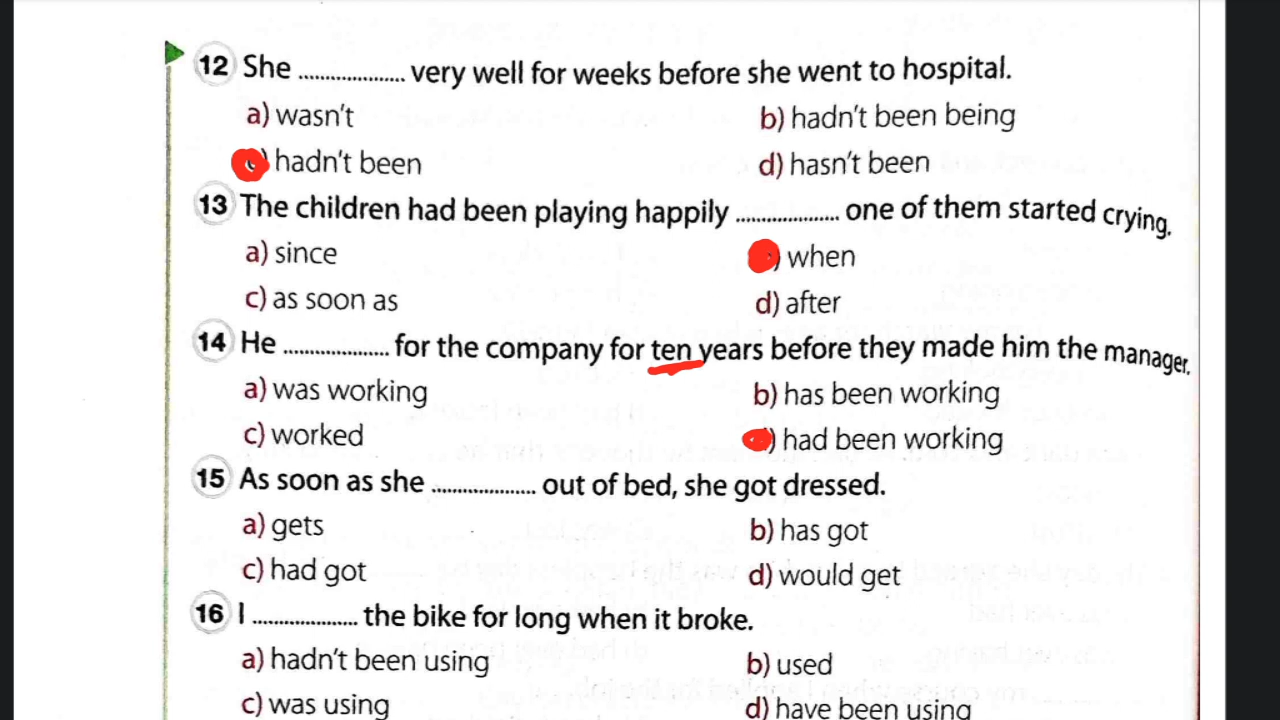 12 She .................... very well for weeks before she went to hospital.
a) wasn't b) hadn't been being
) hadn't been d) hasn't been
13 The children had been playing happily .................... one of them started crying.
a) since ) when
c) as soon as d) after
14 He .................... for the company for ten years before they made him the manager.
a) was working b) has been working
c) worked ) had been working
15 As soon as she .................... out of bed, she got dressed.
a) gets b) has got
c) had got d) would get
16 I .................... the bike for long when it broke.
a) hadn't been using b) used
c) was using d) have been using